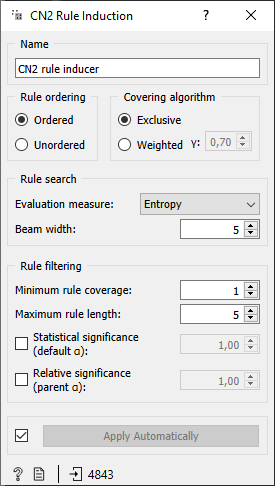 CN2 Rule Induction ? ×
Name
CN2 rule inducer
Rule ordering
Ordered
Unordered
Covering algorithm
Exclusive
Weighted γ: 0,70
Rule search
Evaluation measure: Entropy
Beam width: 5
Rule filtering
Minimum rule coverage: 1
Maximum rule length: 5
Statistical significance
(default α): 1,00
Relative significance
(parent α): 1,00
Apply Automatically
? 4843